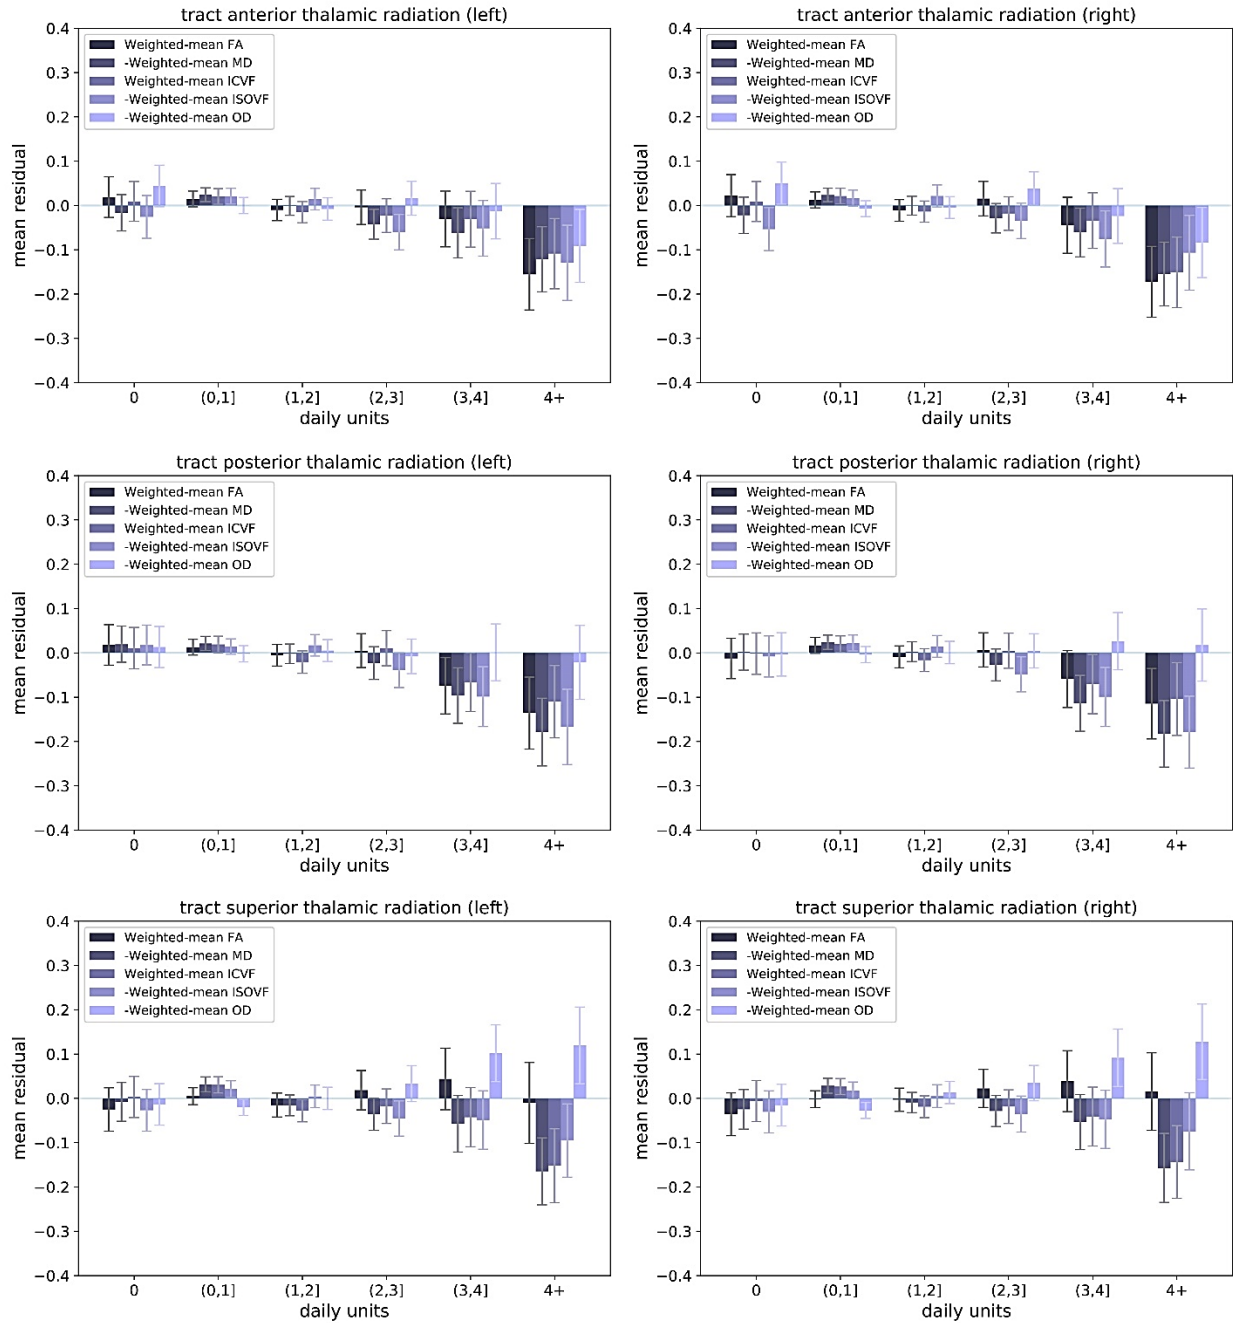 tract anterior thalamic radiation (left)
0.4
0.3
0.2
0.1
0.0
−0.1
−0.2
−0.3
−0.4
mean residual
Weighted-mean FA
-Weighted-mean MD
Weighted-mean ICVF
-Weighted-mean ISOVF
-Weighted-mean OD
0 (0,1] (1,2] (2,3] (3,4] 4+
daily units
tract anterior thalamic radiation (right)
0.4
0.3
0.2
0.1
0.0
−0.1
−0.2
−0.3
−0.4
mean residual
Weighted-mean FA
-Weighted-mean MD
Weighted-mean ICVF
-Weighted-mean ISOVF
-Weighted-mean OD
0 (0,1] (1,2] (2,3] (3,4] 4+
daily units
tract posterior thalamic radiation (left)
0.4
0.3
0.2
0.1
0.0
−0.1
−0.2
−0.3
−0.4
mean residual
Weighted-mean FA
-Weighted-mean MD
Weighted-mean ICVF
-Weighted-mean ISOVF
-Weighted-mean OD
0 (0,1] (1,2] (2,3] (3,4] 4+
daily units
tract posterior thalamic radiation (right)
0.4
0.3
0.2
0.1
0.0
−0.1
−0.2
−0.3
−0.4
mean residual
Weighted-mean FA
-Weighted-mean MD
Weighted-mean ICVF
-Weighted-mean ISOVF
-Weighted-mean OD
0 (0,1] (1,2] (2,3] (3,4] 4+
daily units
tract superior thalamic radiation (left)
0.4
0.3
0.2
0.1
0.0
−0.1
−0.2
−0.3
−0.4
mean residual
Weighted-mean FA
-Weighted-mean MD
Weighted-mean ICVF
-Weighted-mean ISOVF
-Weighted-mean OD
0 (0,1] (1,2] (2,3] (3,4] 4+
daily units
tract superior thalamic radiation (right)
0.4
0.3
0.2
0.1
0.0
−0.1
−0.2
−0.3
−0.4
mean residual
Weighted-mean FA
-Weighted-mean MD
Weighted-mean ICVF
-Weighted-mean ISOVF
-Weighted-mean OD
0 (0,1] (1,2] (2,3] (3,4] 4+
daily units